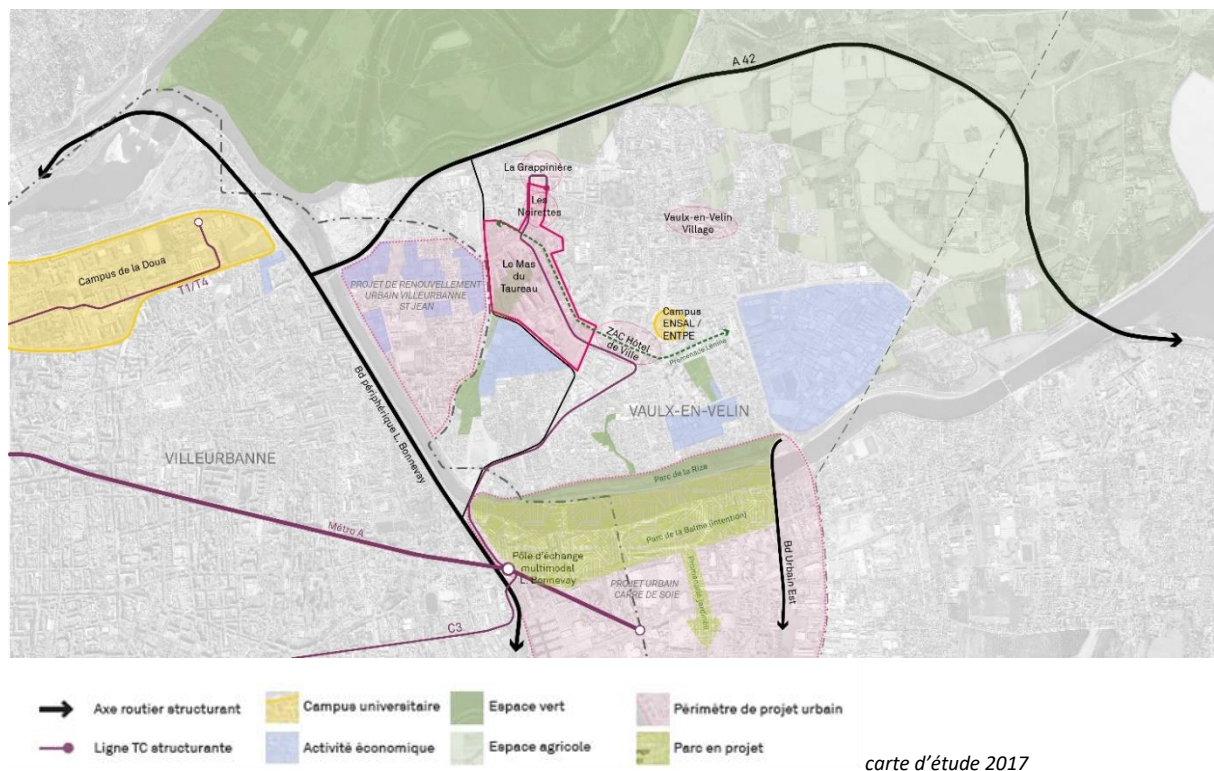 A 42
La Grappinière
Les
Noirettes
Vaulx-en-Velin
Village
Campus de la Doua
T1/T4
PROJET DE RENOUVELLEMENT
URBAIN VILLEURBANNE
ST JEAN
Le Mas
du
Taureau
Campus
ENSAL /
ENTPE
ZAC Hôtel
de Ville
Promenade Lénine
Bd périphérique L. Bonnevay
VAULX-EN-VELIN
VILLEURBANNE
Parc de la Rize
Métro A
Parc de la Balme (intention)
Bd Urbain Est
Pôle d'échange
multimodal
L. Bonnevay
PROJET URBAIN
CARRE DE SOIE
Promenade jardinée
C3
Axe routier structurant
Campus universitaire
Espace vert
Périmètre de projet urbain
Ligne TC structurante
Activité économique
Espace agricole
Parc en projet
carte d'étude 2017